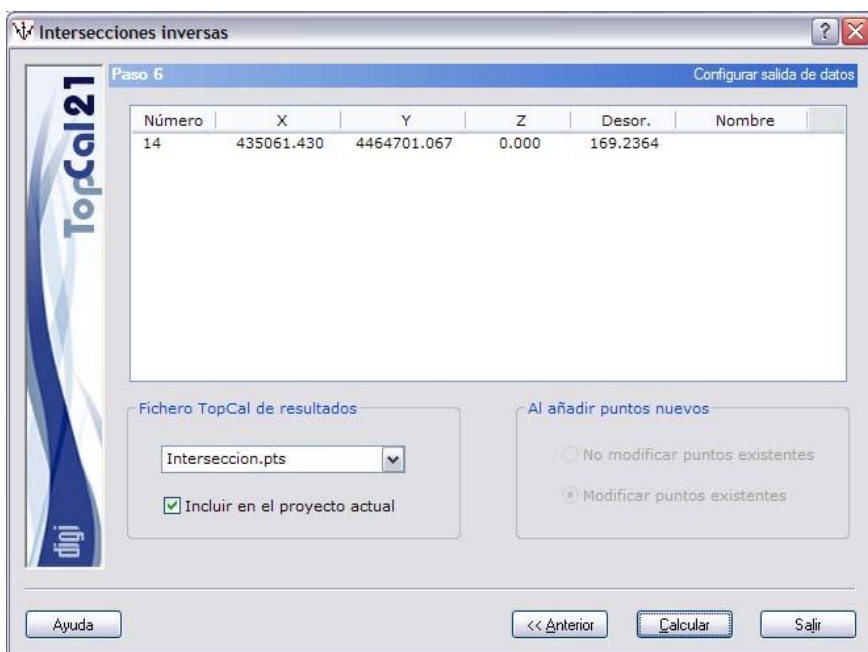 Intersecciones inversas
Paso 6
Configurar salida de datos
TopCal21
digi
Número X Y Z Desor. Nombre
14 435061.430 4464701.067 0.000 169.2364
Fichero TopCal de resultados
Interseccion.pts
Incluir en el proyecto actual
Al añadir puntos nuevos
No modificar puntos existentes
Modificar puntos existentes
Ayuda
<< Anterior
Calcular
Salir